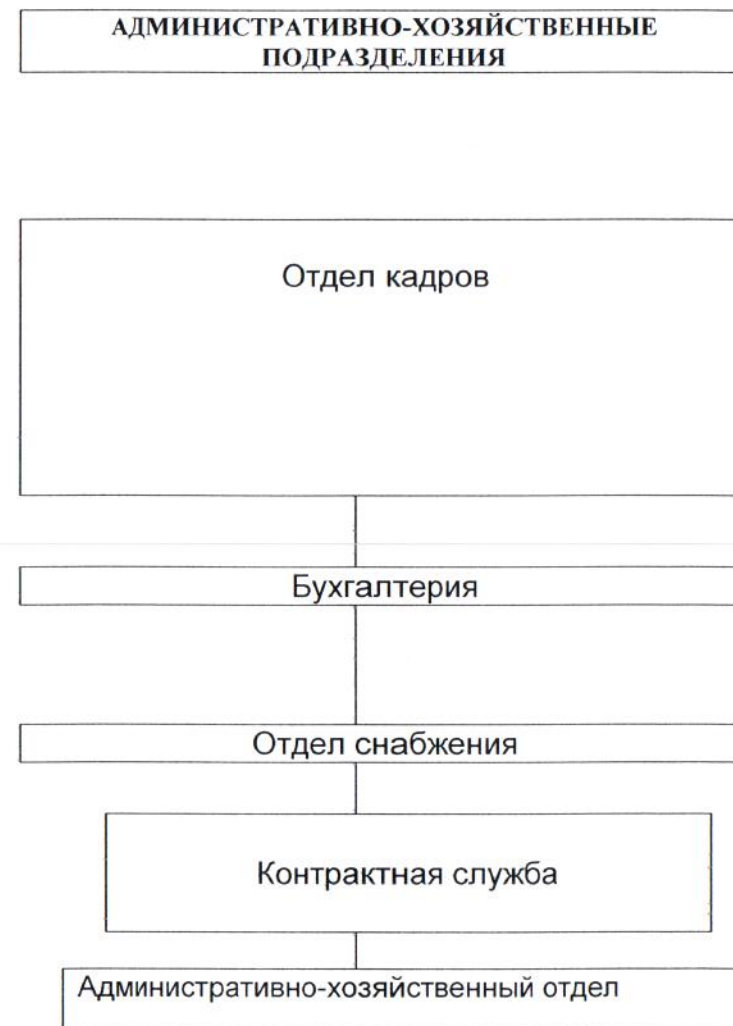 АДМИНИСТРАТИВНО-ХОЗЯЙСТВЕННЫЕ
ПОДРАЗДЕЛЕНИЯ
Отдел кадров
Бухгалтерия
Отдел снабжения
Контрактная служба
Административно-хозяйственный отдел